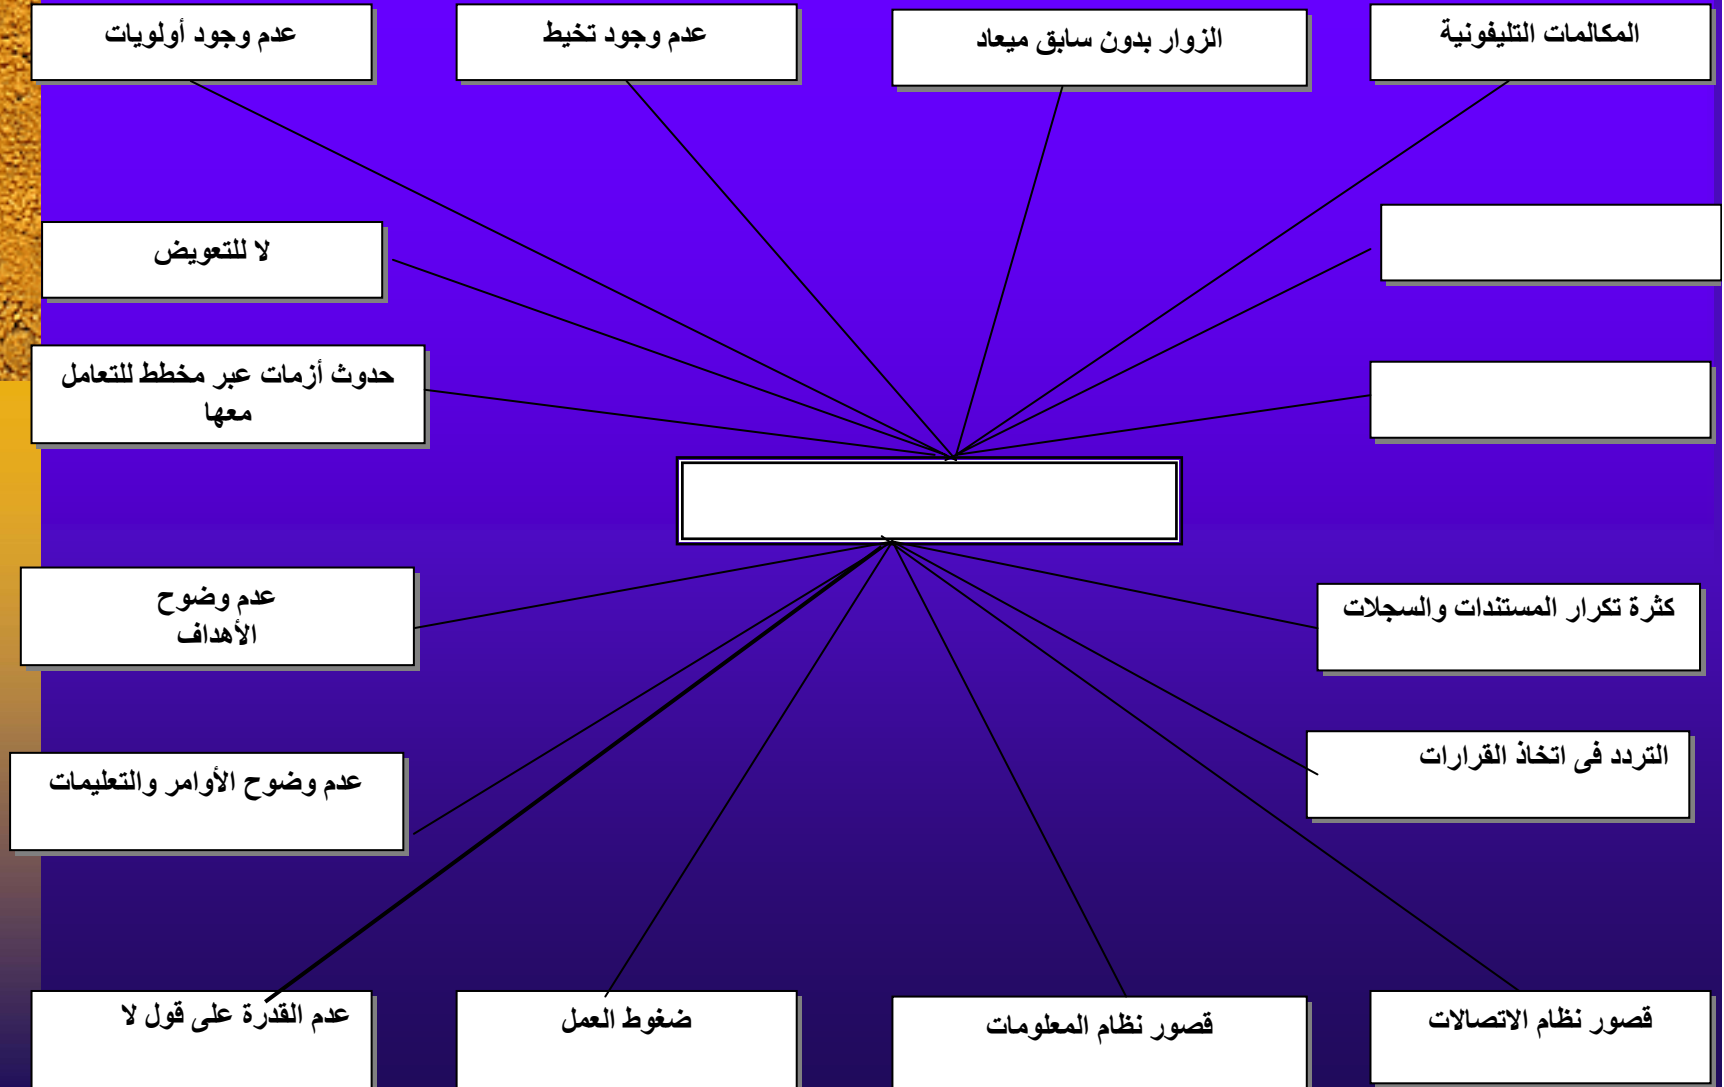 المكالمات التليفونية
الزوار بدون سابق ميعاد
عدم وجود تخيط
عدم وجود أولويات
لا للتعويض
حدوث أزمات عبر مخطط للتعامل
معها
كثرة تكرار المستندات والسجلات
عدم وضوح
الأهداف
التردد فى اتخاذ القرارات
عدم وضوح الأوامر والتعليمات
قصور نظام الاتصالات
قصور نظام المعلومات
ضغوط العمل
عدم القدرة على قول لا